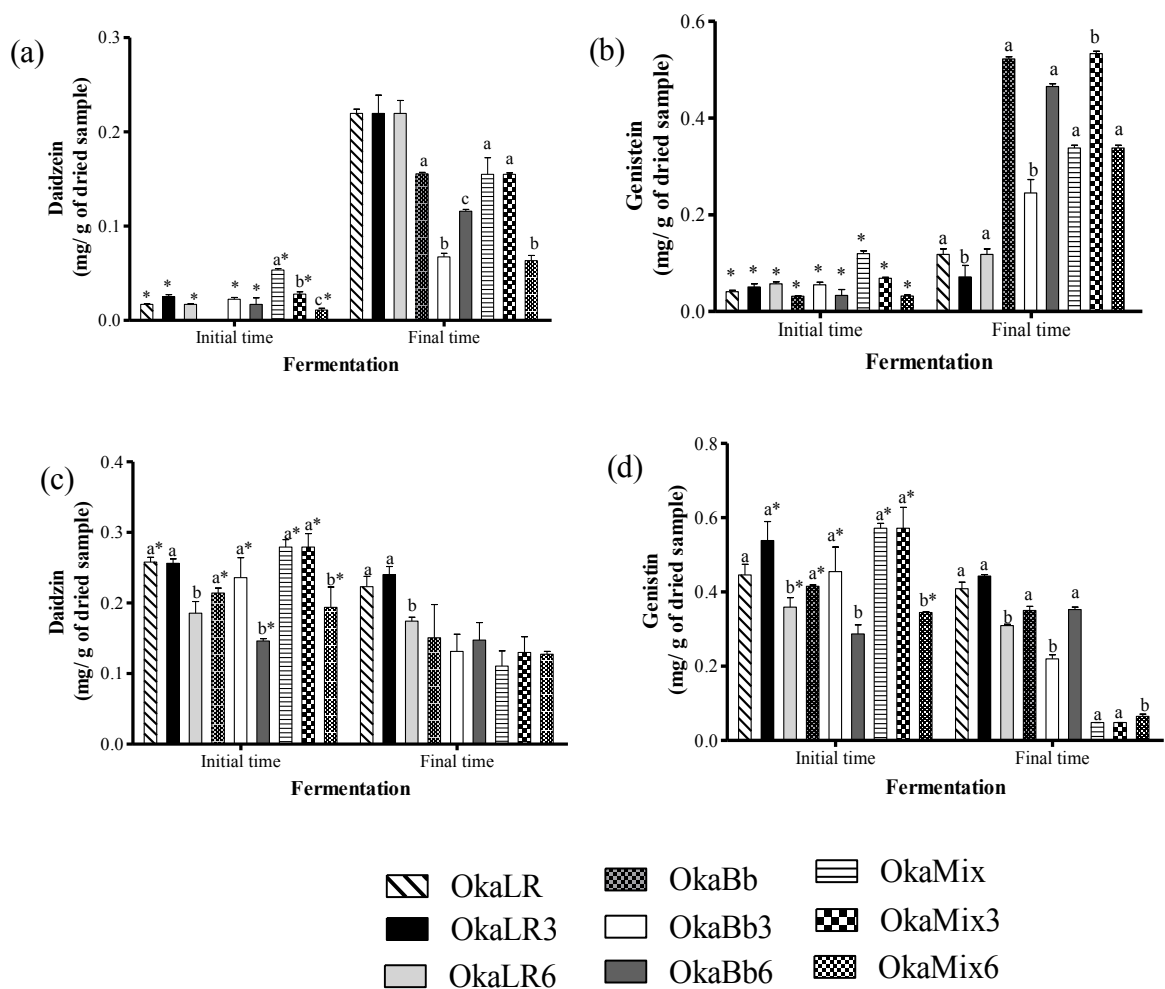 (a)
Daidzein
(mg/ g of dried sample)
0.3
0.2
0.1
0.0
* * * * * a* b* c*
a b c a a b
Initial time Final time
Fermentation
(b)
Genistein
(mg/ g of dried sample)
0.6
0.4
0.2
0.0
* * * * * * * * *
a b a a b a a b a
Initial time Final time
Fermentation
(c)
Daidzin
(mg/ g of dried sample)
0.4
0.3
0.2
0.1
0.0
a* a b a* a* b* a* a* b*
a a b
Initial time Final time
Fermentation
(d)
Genistin
(mg/ g of dried sample)
0.8
0.6
0.4
0.2
0.0
a a* b* a* a* b a* a* b*
a a b a b a a a b
Initial time Final time
Fermentation
OkaLR OkaBb OkaMix
OkaLR3 OkaBb3 OkaMix3
OkaLR6 OkaBb6 OkaMix6